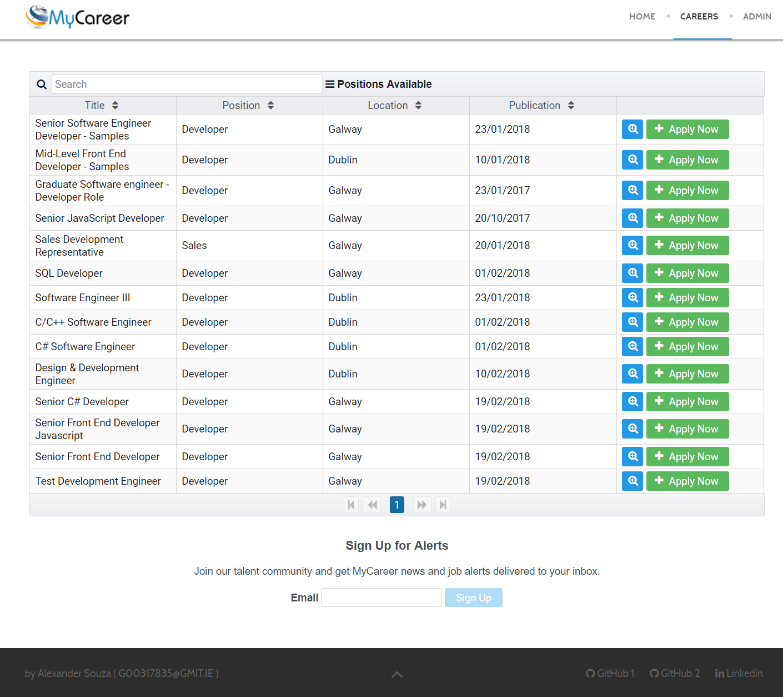 MyCareer
HOME • CAREERS • ADMIN
Search Positions Available
Title Position Location Publication
Senior Software Engineer
Developer - Samples Developer Galway 23/01/2018 Apply Now
Mid-Level Front End
Developer - Samples Developer Dublin 10/01/2018 Apply Now
Graduate Software engineer -
Developer Role Developer Galway 23/01/2017 Apply Now
Senior JavaScript Developer Developer Galway 20/10/2017 Apply Now
Sales Development
Representative Sales Galway 20/01/2018 Apply Now
SQL Developer Developer Galway 01/02/2018 Apply Now
Software Engineer III Developer Dublin 23/01/2018 Apply Now
C/C++ Software Engineer Developer Dublin 01/02/2018 Apply Now
C# Software Engineer Developer Dublin 01/02/2018 Apply Now
Design & Development
Engineer Developer Dublin 10/02/2018 Apply Now
Senior C# Developer Developer Galway 19/02/2018 Apply Now
Senior Front End Developer
Javascript Developer Galway 19/02/2018 Apply Now
Senior Front End Developer Developer Galway 19/02/2018 Apply Now
Test Development Engineer Developer Galway 19/02/2018 Apply Now
1
Sign Up for Alerts
Join our talent community and get MyCareer news and job alerts delivered to your inbox.
Email Sign Up
by Alexander Souza ( G00317835@GMIT.IE ) GitHub 1 GitHub 2 Linkedin